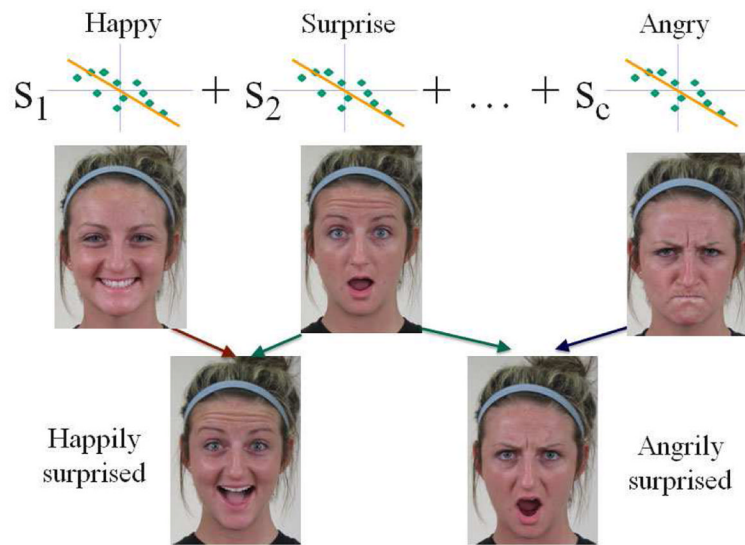 Happy
Surprise
Angry
S1 + S2 + ... + Sc
Happily
surprised
Angrily
surprised